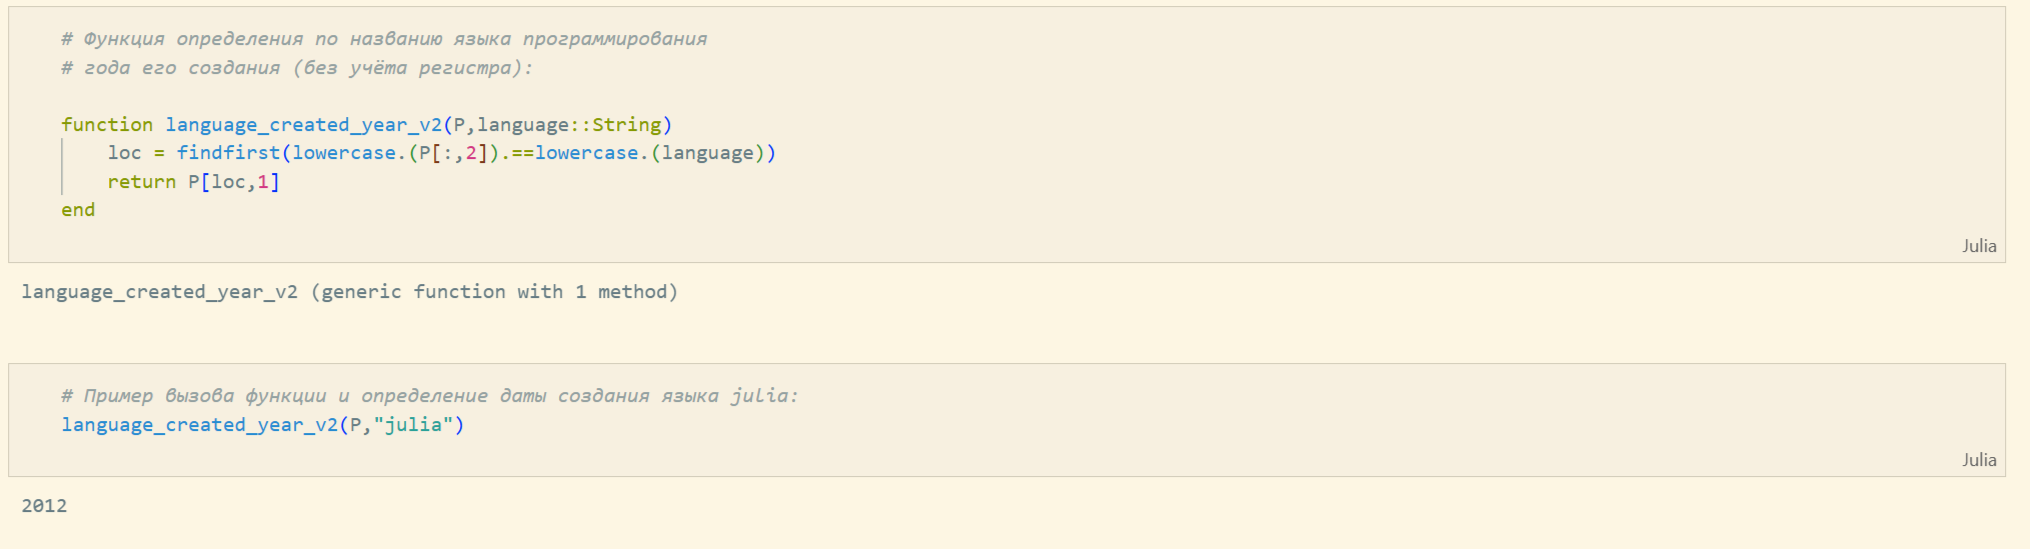 # Функция определения по названию языка программирования
# года его создания (без учёта регистра):
function language_created_year_v2(P,language::String)
    loc = findfirst(lowercase.(P[:,2]).==lowercase.(language))
    return P[loc,1]
end
Julia
language_created_year_v2 (generic function with 1 method)
# Пример вызова функции и определение даты создания языка julia:
language_created_year_v2(P,"julia")
Julia
2012